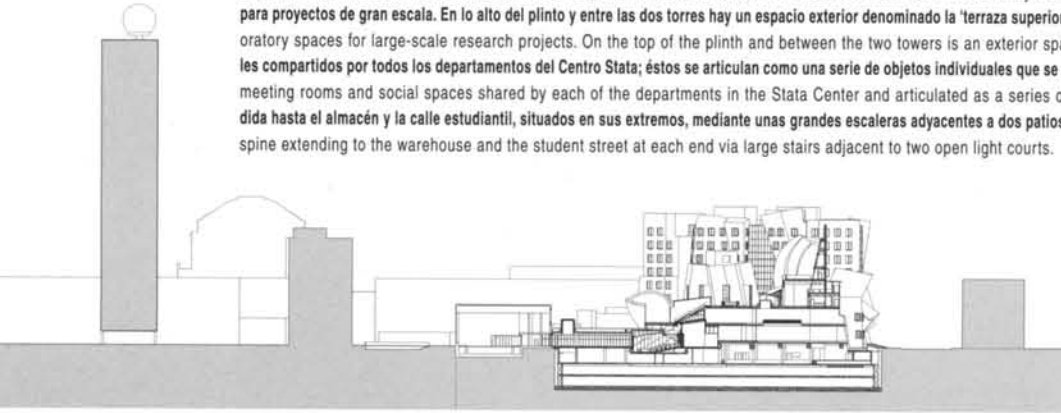 para proyectos de gran escala. En lo alto del plinto y entre las dos torres hay un espacio exterior denominado la 'terraza superior
oratory spaces for large-scale research projects. On the top of the plinth and between the two towers is an exterior spa
les compartidos por todos los departamentos del Centro Stata; éstos se articulan como una serie de objetos individuales que se
meeting rooms and social spaces shared by each of the departments in the Stata Center and articulated as a series o
dida hasta el almacén y la calle estudiantil, situados en sus extremos, mediante unas grandes escaleras adyacentes a dos patios
spine extending to the warehouse and the student street at each end via large stairs adjacent to two open light courts.